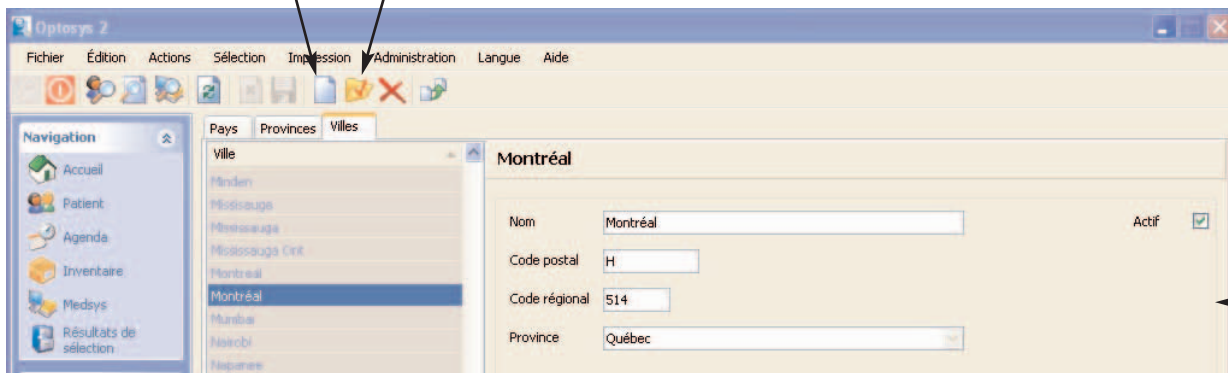 Optosys 2
Fichier Édition Actions Sélection Impression Administration Langue Aide
Navigation
Accueil
Patient
Agenda
Inventaire
Medsys
Résultats de
sélection
Pays Provinces Villes
Ville
Minden
Mississauga
Mississauga
Mississauga Ont
Montreal
Montréal
Mumbai
Nairobi
Napanee
Montréal
Nom Montréal Actif
Code postal H
Code régional 514
Province Québec